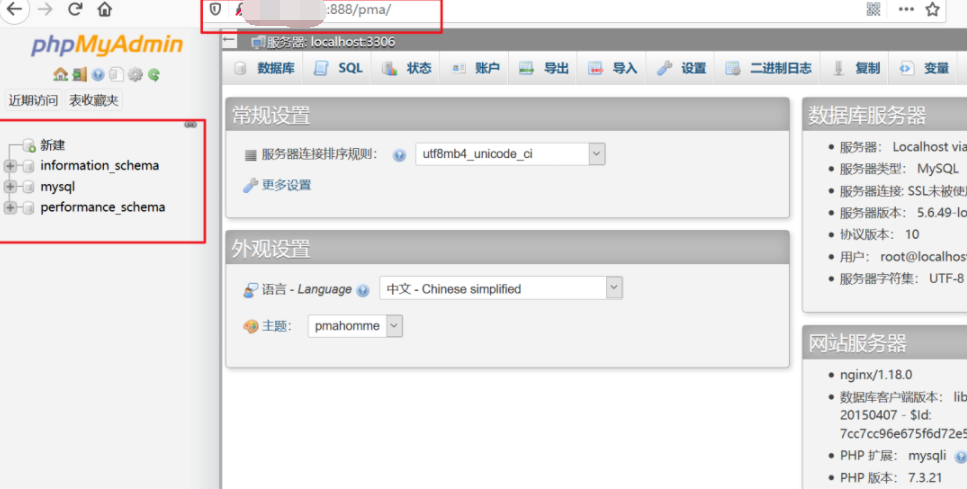 :888/pma/
phpMyAdmin
近期访问 表收藏夹
新建
information_schema
mysql
performance_schema
服务器: localhost:3306
数据库 SQL 状态 账户 导出 导入 设置 二进制日志 复制 变量
常规设置
服务器连接排序规则: utf8mb4_unicode_ci
更多设置
外观设置
语言 - Language 中文 - Chinese simplified
主题: pmahomme
数据库服务器
服务器: Localhost via
服务器类型: MySQL
服务器连接: SSL未被使
服务器版本: 5.6.49-lo
协议版本: 10
用户: root@localhos
服务器字符集: UTF-8
网站服务器
nginx/1.18.0
数据库客户端版本: lib
20150407 - $Id:
7cc7cc96e675f6d72e5
PHP 扩展: mysqli
PHP 版本: 7.3.21